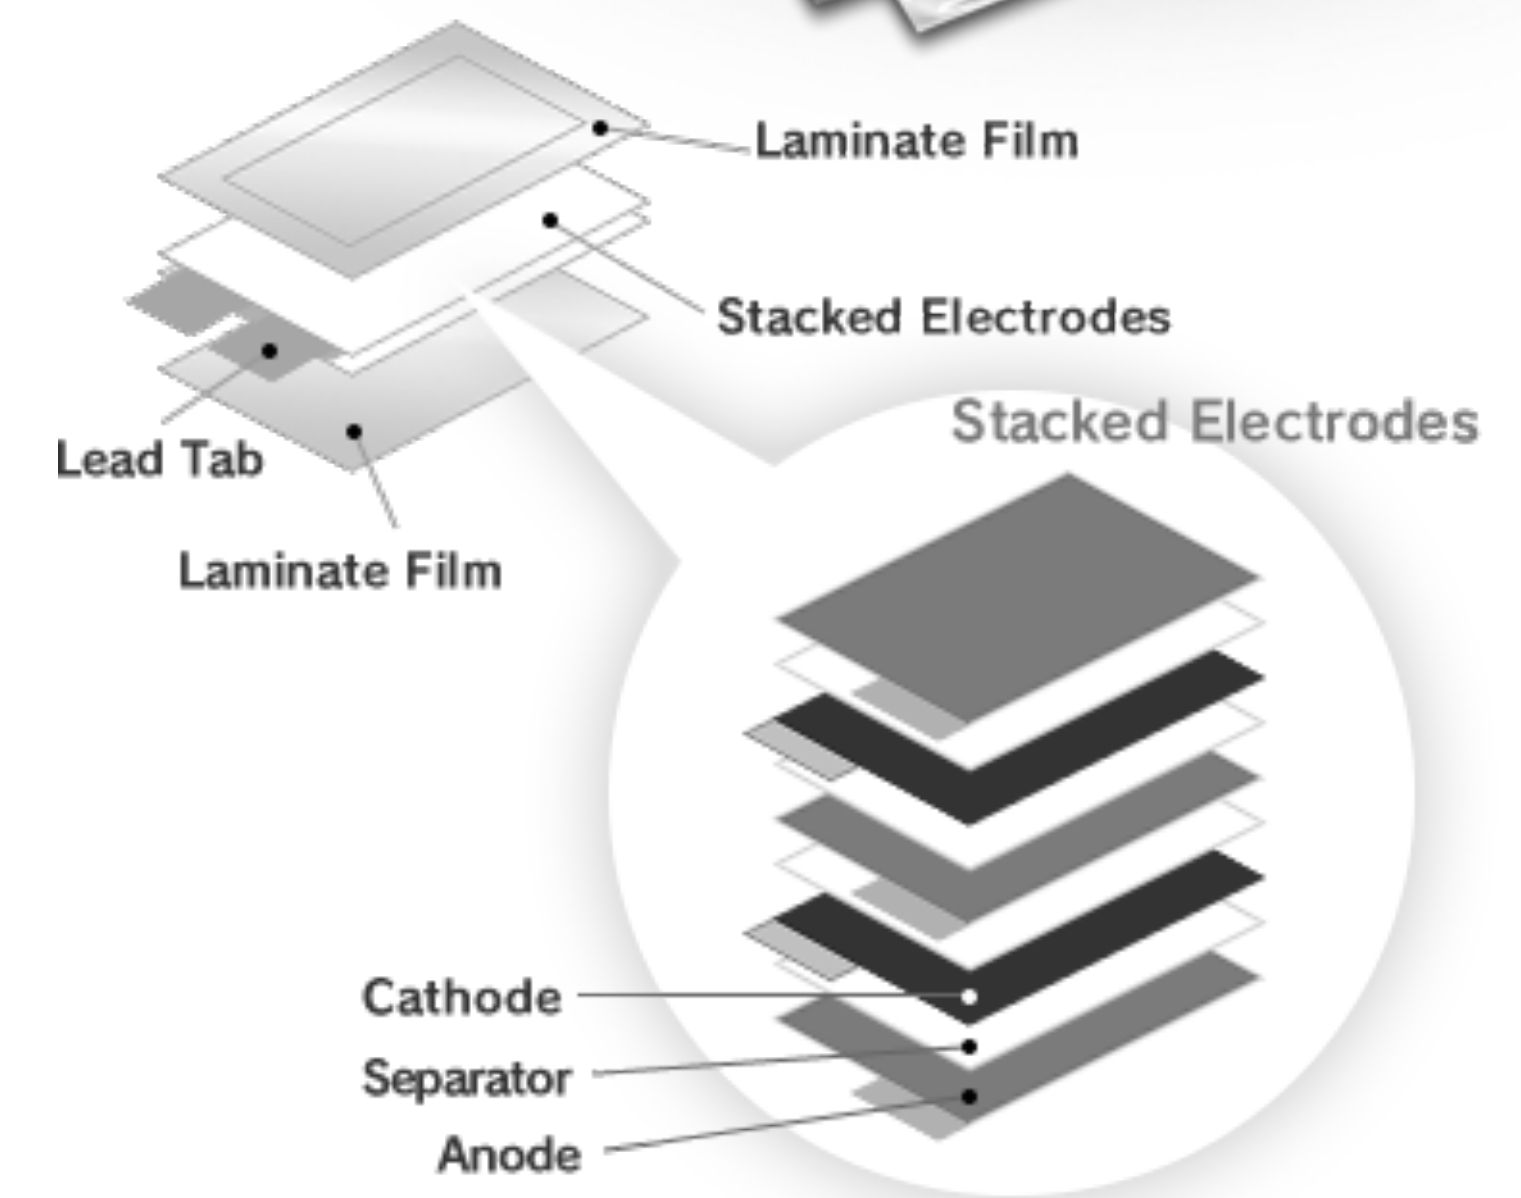 Laminate Film
Stacked Electrodes
Stacked Electrodes
Lead Tab
Laminate Film
Cathode
Separator
Anode